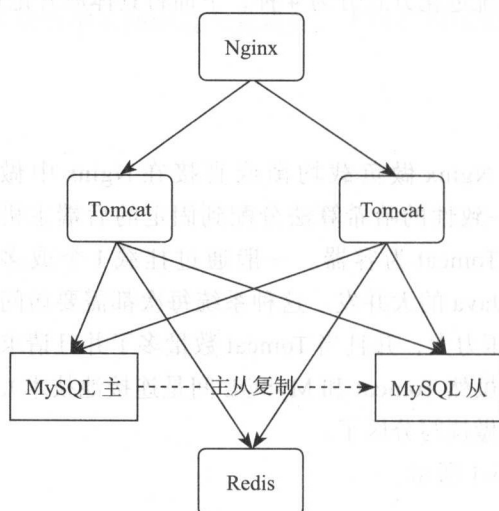 Nginx
Tomcat
Tomcat
MySQL 主
主从复制
MySQL 从
Redis